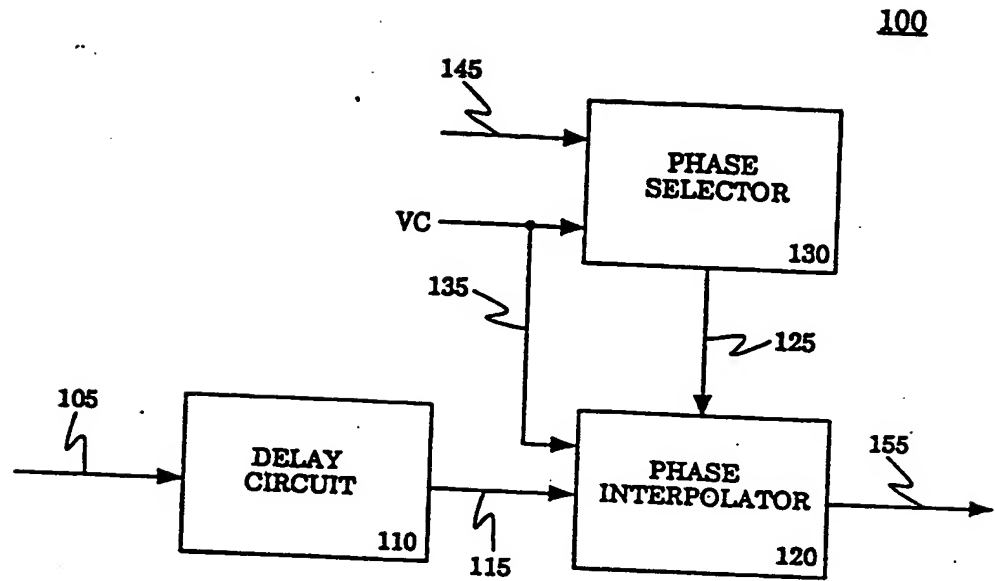 100
145
PHASE
SELECTOR
130
VC
135
125
105
DELAY
CIRCUIT
110
115
PHASE
INTERPOLATOR
120
155